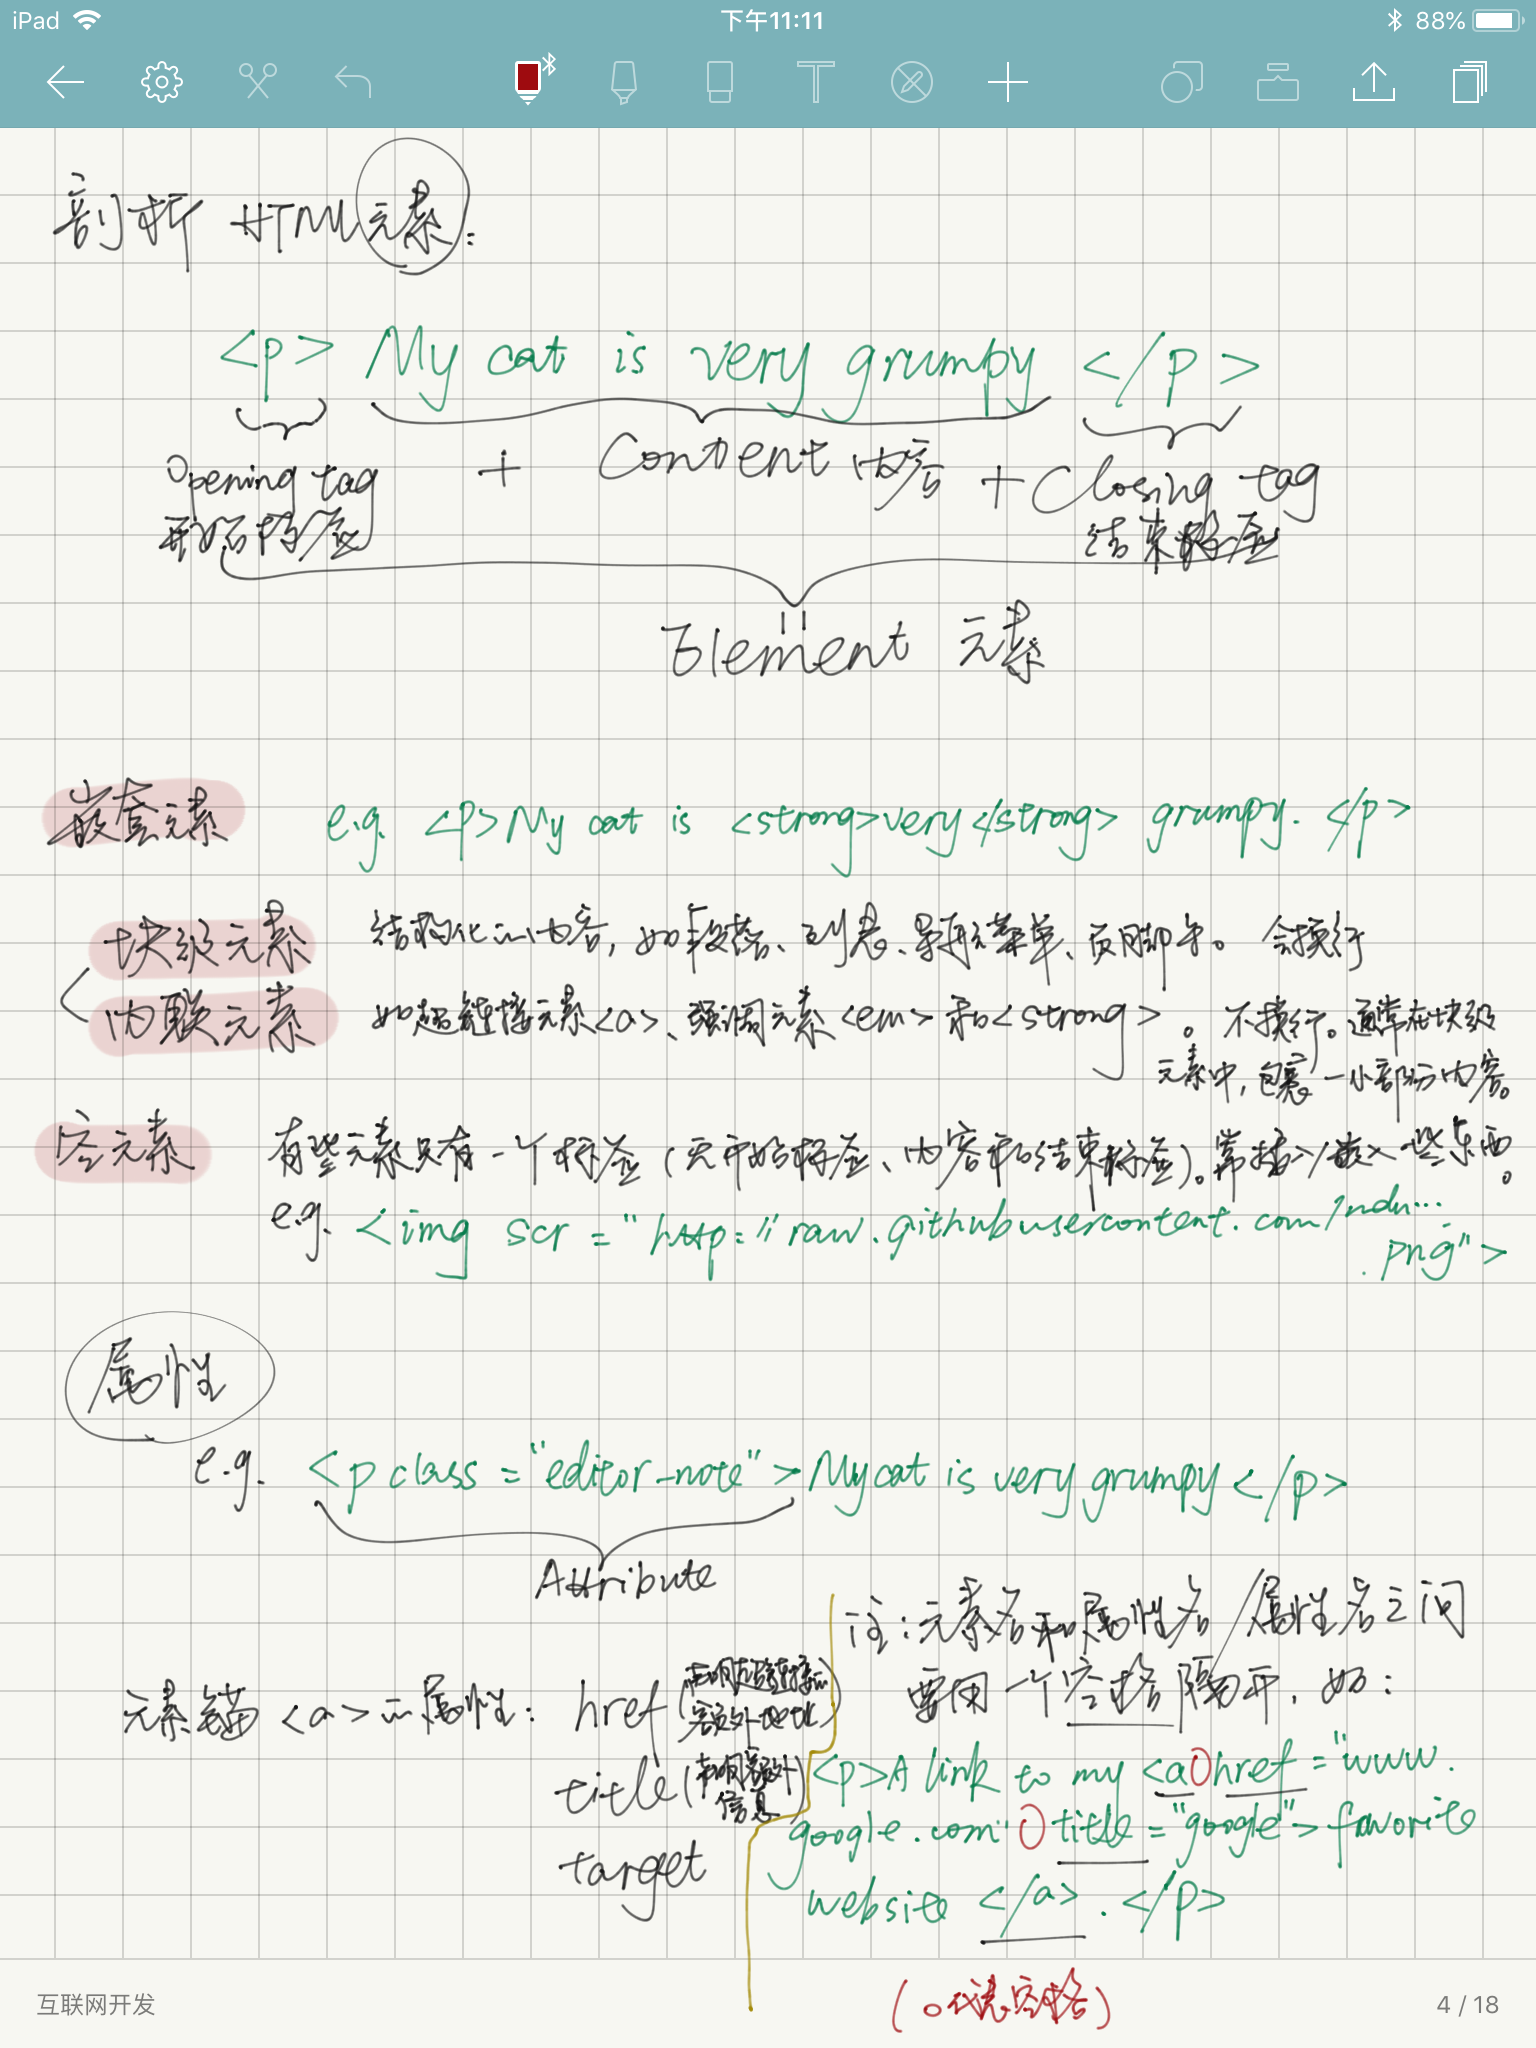 iPad 下午11:11 88%
剖析 HTML元素:
<p> My cat is very grumpy </p>
Opening tag + Content 内容 + Closing tag
开始标签 结束标签
Element 元素
嵌套元素 e.g. <p>My cat is <strong>very</strong> grumpy. </p>
块级元素 结构化的内容, 如段落、列表、导航菜单、页脚等。 会换行
内联元素 如超链接元素<a>、强调元素<em>和<strong>。不换行。通常在块级
元素中, 包裹一小部分内容。
空元素 有些元素只有一个标签(无开始标签、内容和结束标签)。常插入/嵌入一些东西。
e.g. <img scr="http://raw.githubusercontent.com/mdn...
.png">
属性
e.g. <p class="editor-note">My cat is very grumpy</p>
Attribute
元素锚<a>的属性: href (声明超链接的
额外地址)
title (声明额外
信息)
target
注:元素名和属性名/属性名之间
要用一个空格隔开, 如:
<p>A link to my <a href="www.
google.com" title="google">favorite
website </a>.</p>
(○代表空格)
互联网开发 4 / 18